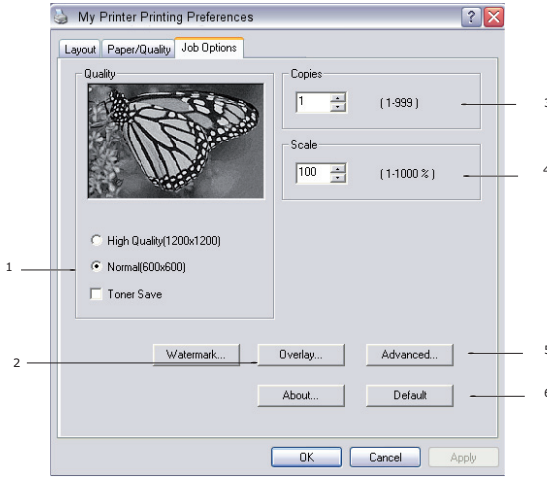 My Printer Printing Preferences
Layout Paper/Quality Job Options
Quality
High Quality(1200x1200)
Normal(600x600)
Toner Save
Copies
1 (1-999)
Scale
100 (1-1000 %)
Watermark... Overlay... Advanced...
About... Default
OK Cancel Apply
1
2
4
5
6